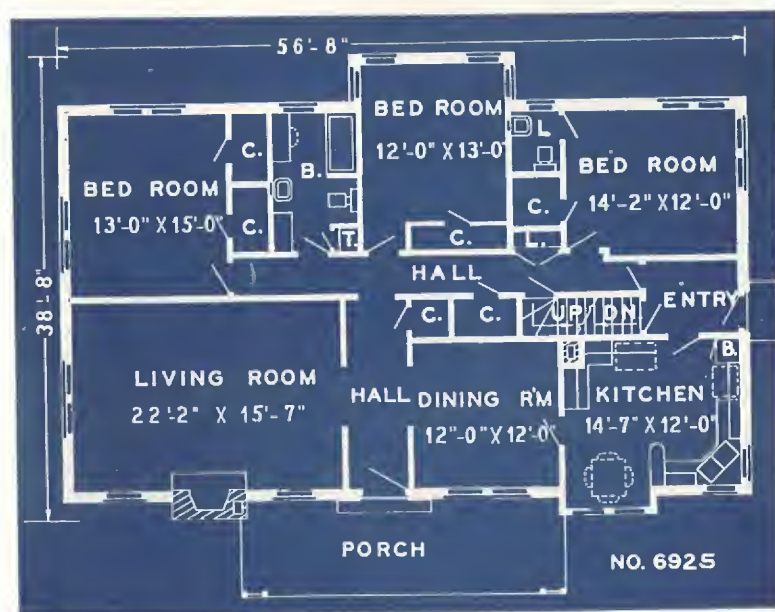 56'-8"
38'-8"
BED ROOM
12'-0" X 13'-0"
L.
BED ROOM
14'-2" X 12'-0"
C.
B.
BED ROOM
13'-0" X 15'-0"
C.
C.
T.
C.
L.
HALL
ENTRY
C.
C.
UP
DN.
B.
LIVING ROOM
22'-2" X 15'-7"
HALL
DINING R'M
12"-0" X 12'-0"
KITCHEN
14'-7" X 12'-0"
PORCH
NO. 6925